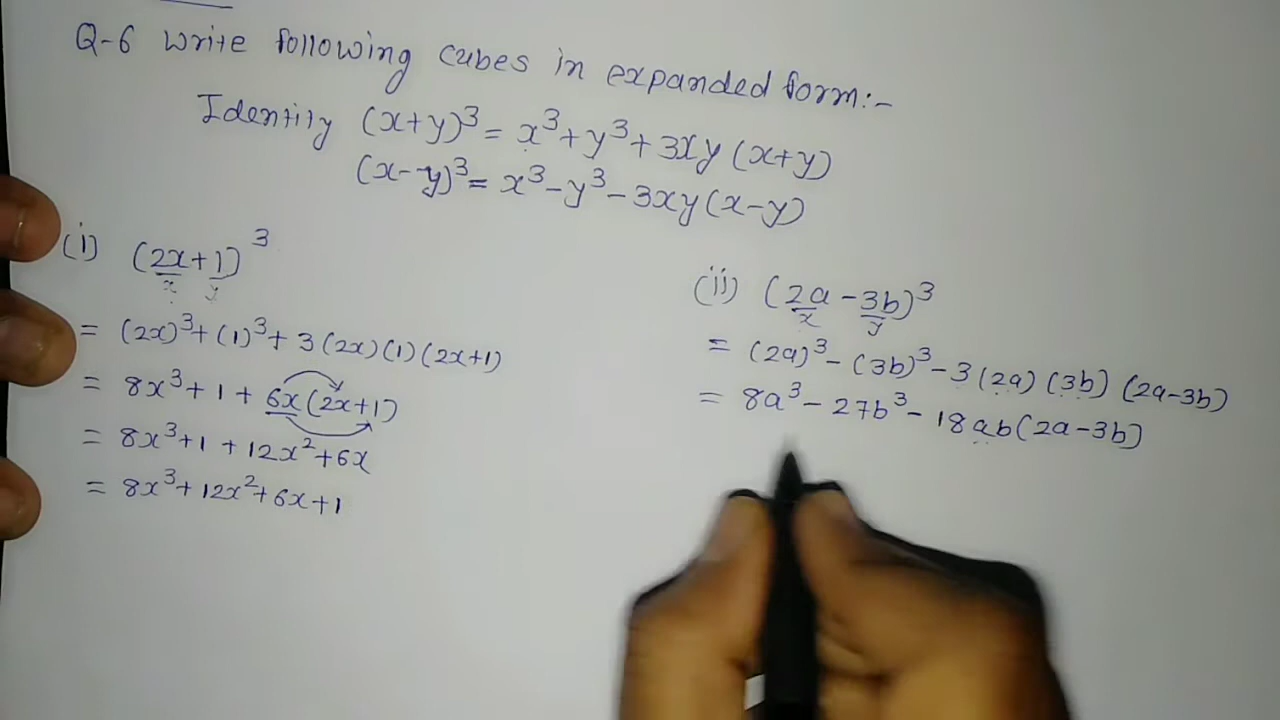 Q-6 Write following cubes in expanded form:-
Identity (x+y)³ = x³+y³+3xy(x+y)
(x-y)³ = x³-y³-3xy(x-y)
(i) (2x+1)³
x y
= (2x)³+(1)³+3(2x)(1)(2x+1)
= 8x³+1+6x(2x+1)
= 8x³+1+12x²+6x
= 8x³+12x²+6x+1
(ii) (2a-3b)³
x y
= (2a)³-(3b)³-3(2a)(3b)(2a-3b)
= 8a³-27b³-18ab(2a-3b)